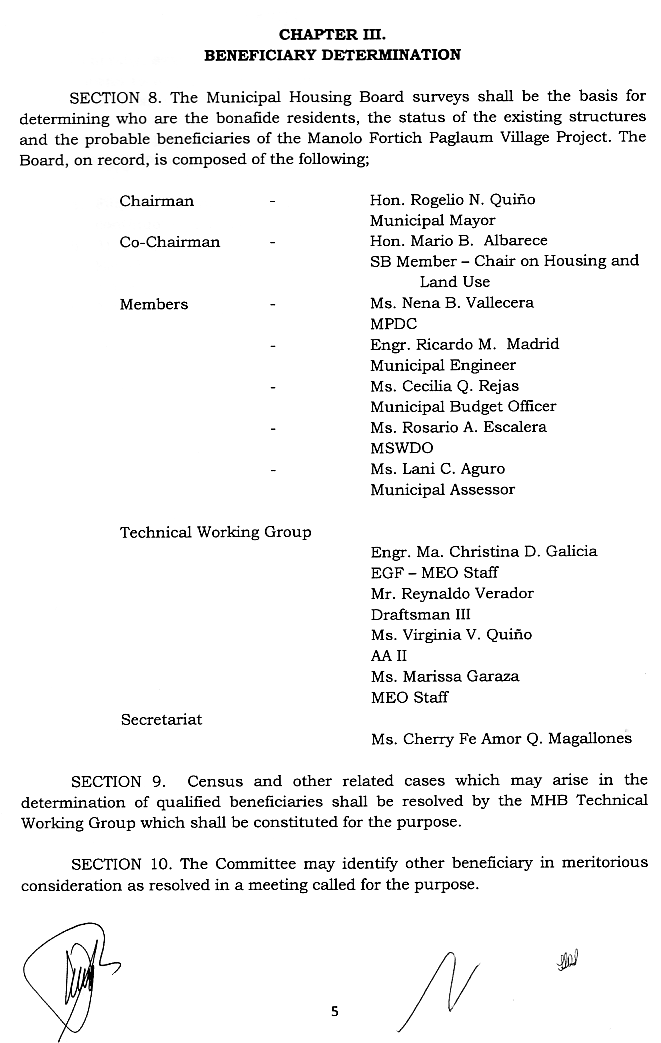 CHAPTER III.
BENEFICIARY DETERMINATION
SECTION 8. The Municipal Housing Board surveys shall be the basis for
determining who are the bonafide residents, the status of the existing structures
and the probable beneficiaries of the Manolo Fortich Paglaum Village Project. The
Board, on record, is composed of the following;
Chairman - Hon. Rogelio N. Quiño
Municipal Mayor
Co-Chairman - Hon. Mario B. Albarece
SB Member – Chair on Housing and
Land Use
Members - Ms. Nena B. Vallecera
MPDC
- Engr. Ricardo M. Madrid
Municipal Engineer
- Ms. Cecilia Q. Rejas
Municipal Budget Officer
- Ms. Rosario A. Escalera
MSWDO
- Ms. Lani C. Aguro
Municipal Assessor
Technical Working Group
Engr. Ma. Christina D. Galicia
EGF – MEO Staff
Mr. Reynaldo Verador
Draftsman III
Ms. Virginia V. Quiño
AA II
Ms. Marissa Garaza
MEO Staff
Secretariat
Ms. Cherry Fe Amor Q. Magallones
SECTION 9. Census and other related cases which may arise in the
determination of qualified beneficiaries shall be resolved by the MHB Technical
Working Group which shall be constituted for the purpose.
SECTION 10. The Committee may identify other beneficiary in meritorious
consideration as resolved in a meeting called for the purpose.
5